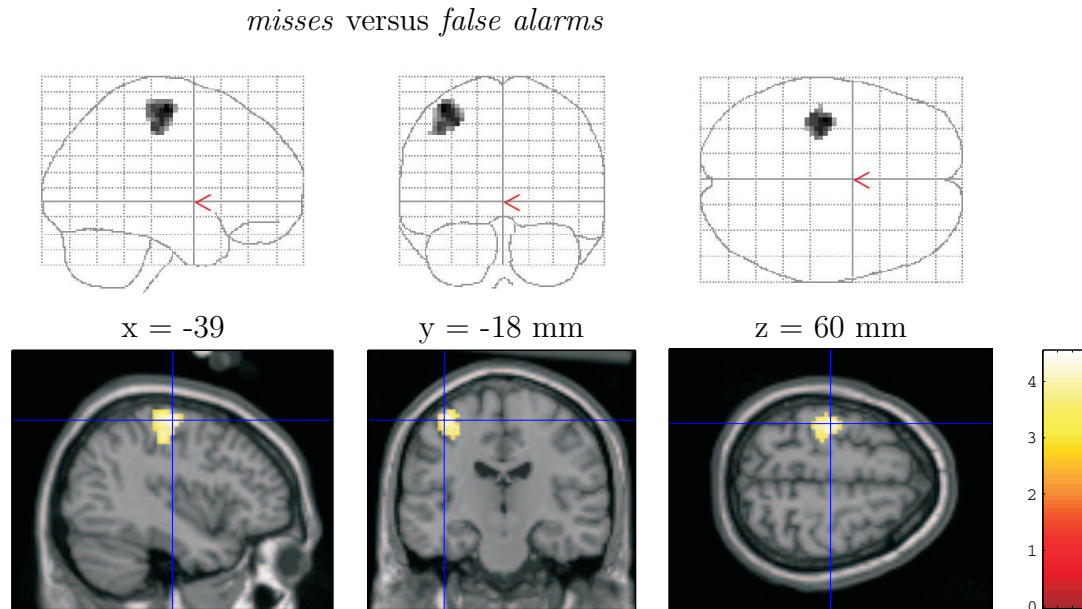 misses versus false alarms
x = -39
y = -18 mm
z = 60 mm
4
3
2
1
0